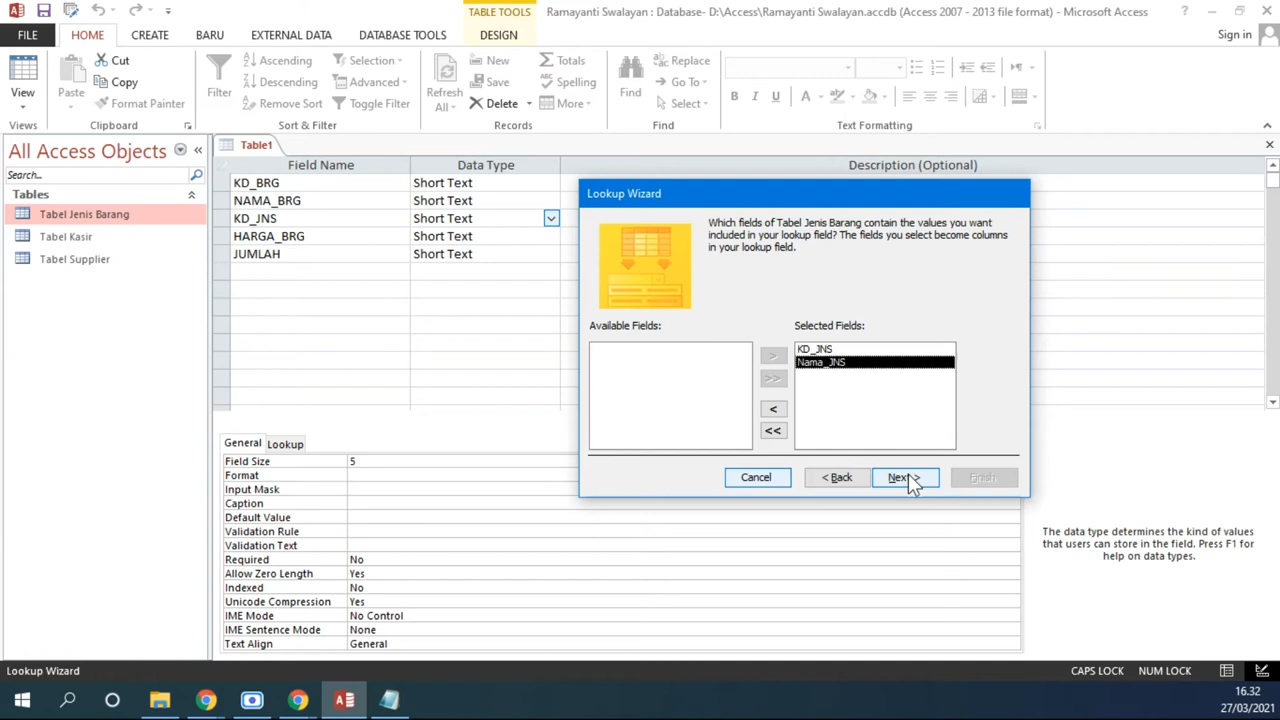 TABLE TOOLS
Ramayanti Swalayan : Database- D:\Access\Ramayanti Swalayan.accdb (Access 2007 - 2013 file format) - Microsoft Access
FILE HOME CREATE BARU EXTERNAL DATA DATABASE TOOLS DESIGN Sign in
View
Views
Paste
Cut
Copy
Format Painter
Clipboard
Filter
Ascending
Descending
Remove Sort
Selection
Advanced
Toggle Filter
Sort & Filter
Refresh
All
New
Save
Delete
Totals
Spelling
More
Records
Find
Replace
Go To
Select
Find
B I U A
Text Formatting
All Access Objects
Search...
Tables
Tabel Jenis Barang
Tabel Kasir
Tabel Supplier
Table1
Field Name Data Type Description (Optional)
KD_BRG Short Text
NAMA_BRG Short Text
KD_JNS Short Text
HARGA_BRG Short Text
JUMLAH Short Text
Lookup Wizard
Which fields of Tabel Jenis Barang contain the values you want
included in your lookup field? The fields you select become columns
in your lookup field.
Available Fields: Selected Fields:
KD_JNS
Nama_JNS
>
>>
<
<<
Cancel < Back Next > Finish
General Lookup
Field Size 5
Format
Input Mask
Caption
Default Value
Validation Rule
Validation Text
Required No
Allow Zero Length Yes
Indexed No
Unicode Compression Yes
IME Mode No Control
IME Sentence Mode None
Text Align General
The data type determines the kind of values
that users can store in the field. Press F1 for
help on data types.
Lookup Wizard CAPS LOCK NUM LOCK
16.32
27/03/2021